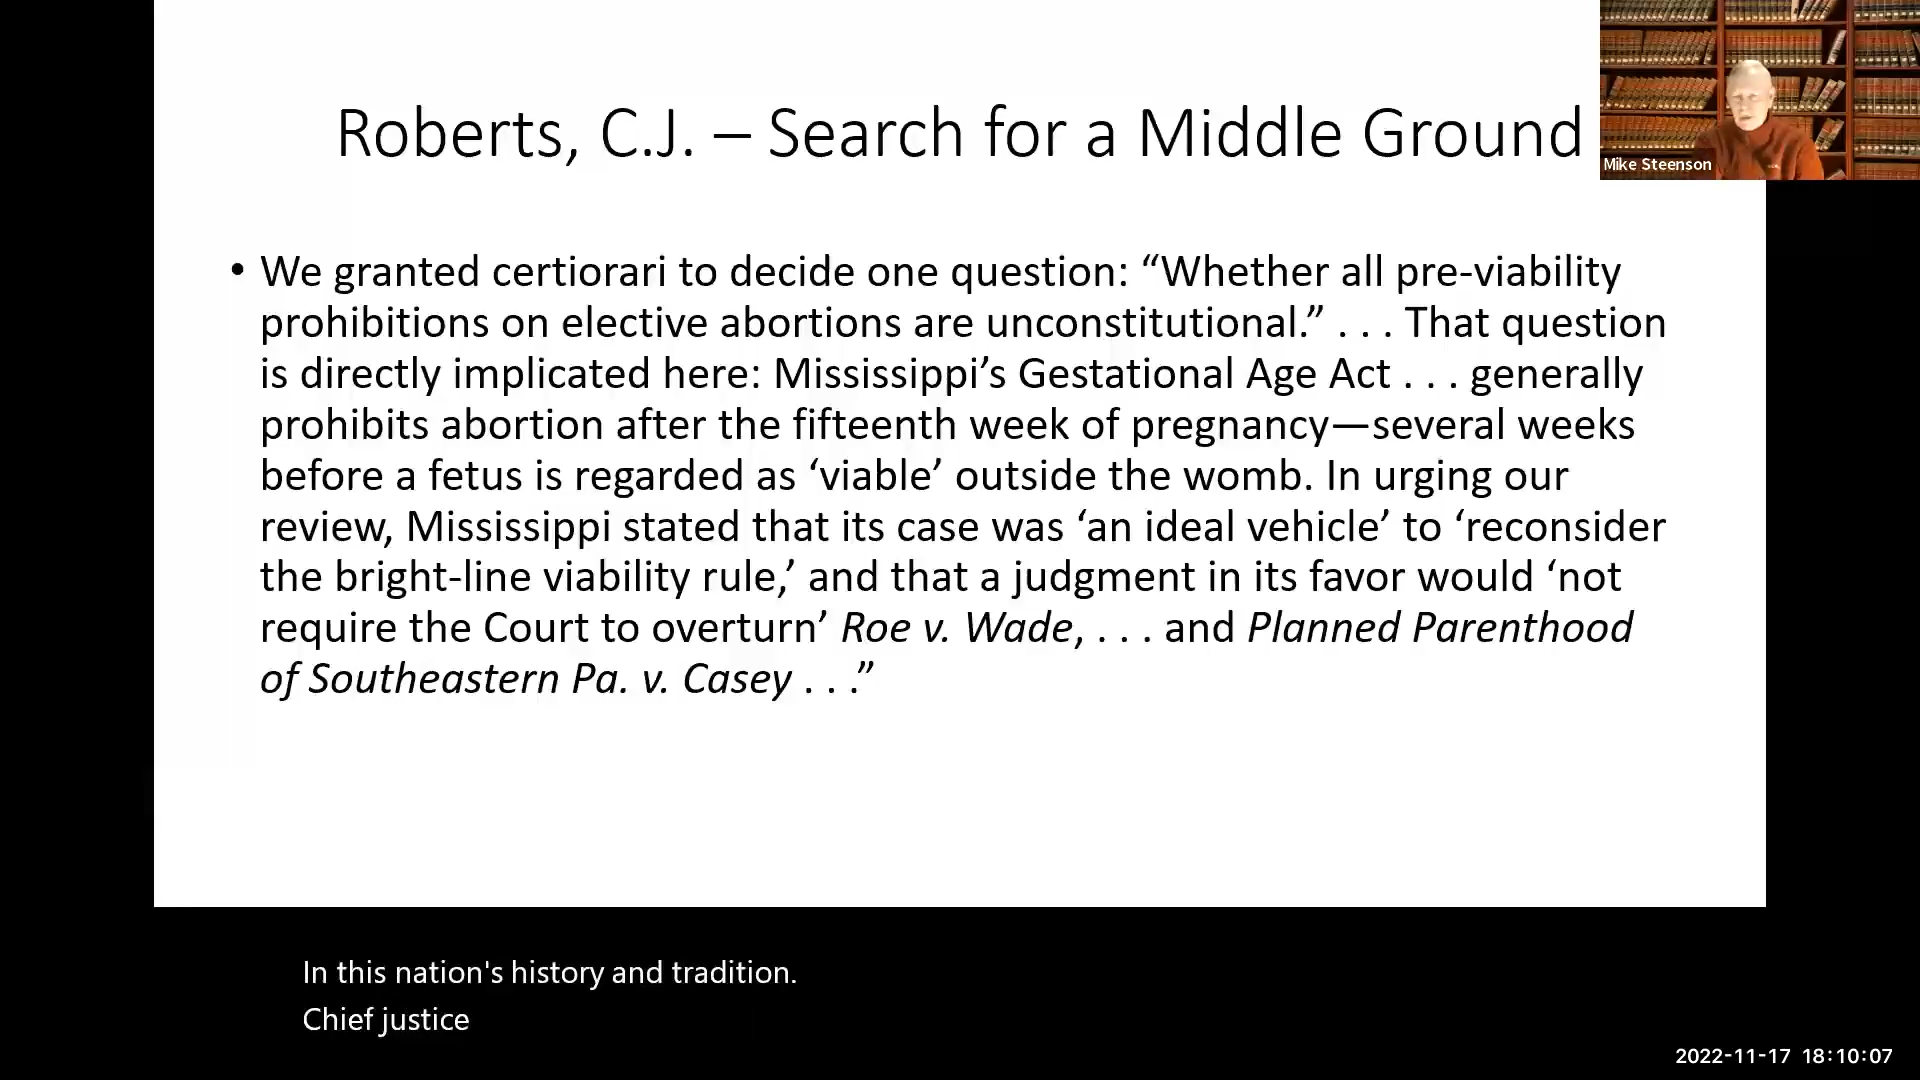 Roberts, C.J. – Search for a Middle Ground
Mike Steenson
• We granted certiorari to decide one question: “Whether all pre-viability
prohibitions on elective abortions are unconstitutional.” . . . That question
is directly implicated here: Mississippi’s Gestational Age Act . . . generally
prohibits abortion after the fifteenth week of pregnancy—several weeks
before a fetus is regarded as ‘viable’ outside the womb. In urging our
review, Mississippi stated that its case was ‘an ideal vehicle’ to ‘reconsider
the bright-line viability rule,’ and that a judgment in its favor would ‘not
require the Court to overturn’ Roe v. Wade, . . . and Planned Parenthood
of Southeastern Pa. v. Casey . . .”
In this nation's history and tradition.
Chief justice
2022-11-17 18:10:07